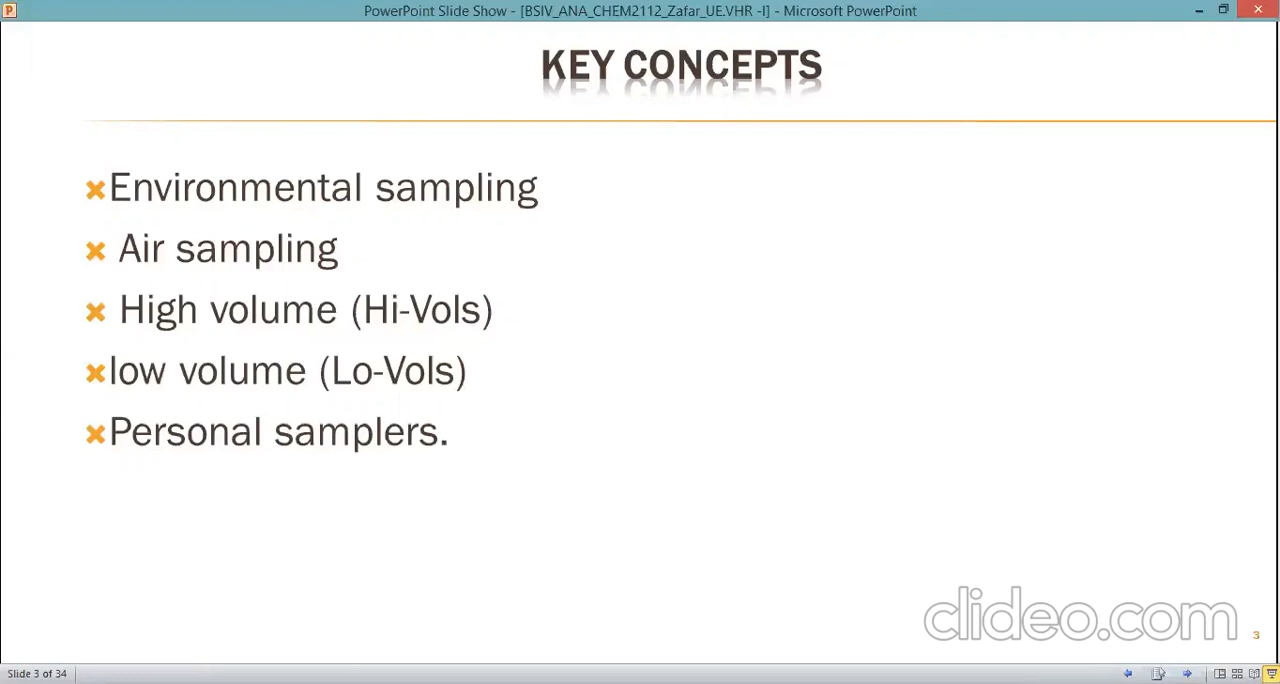 PowerPoint Slide Show - [BSIV_ANA_CHEM2112_Zafar_UE.VHR -I] - Microsoft PowerPoint
KEY CONCEPTS
Environmental sampling
Air sampling
High volume (Hi-Vols)
low volume (Lo-Vols)
Personal samplers.
clideo.com
3
Slide 3 of 34